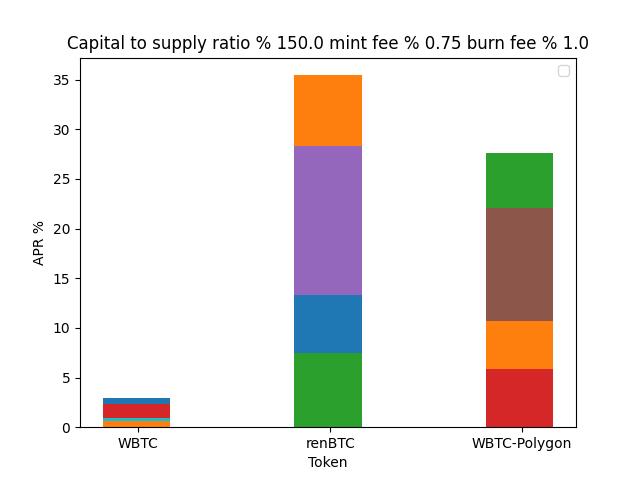 Capital to supply ratio % 150.0 mint fee % 0.75 burn fee % 1.0
35
30
25
20
15
10
5
0
APR %
WBTC
renBTC
WBTC-Polygon
Token